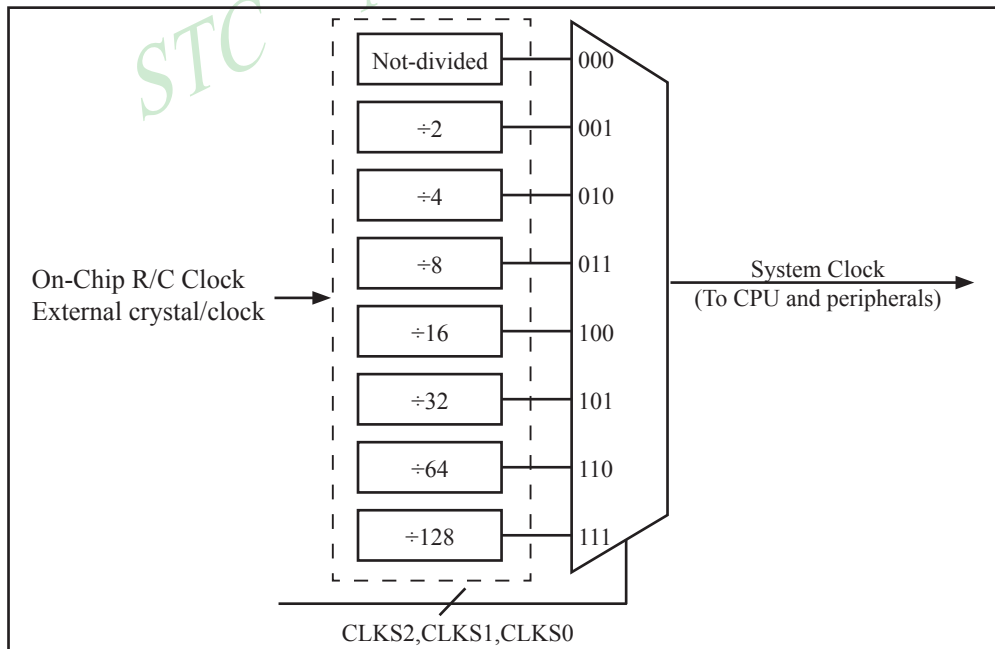 STC
Not-divided
000
÷2
001
÷4
010
÷8
011
÷16
100
÷32
101
÷64
110
÷128
111
On-Chip R/C Clock
External crystal/clock
System Clock
(To CPU and peripherals)
CLKS2,CLKS1,CLKS0